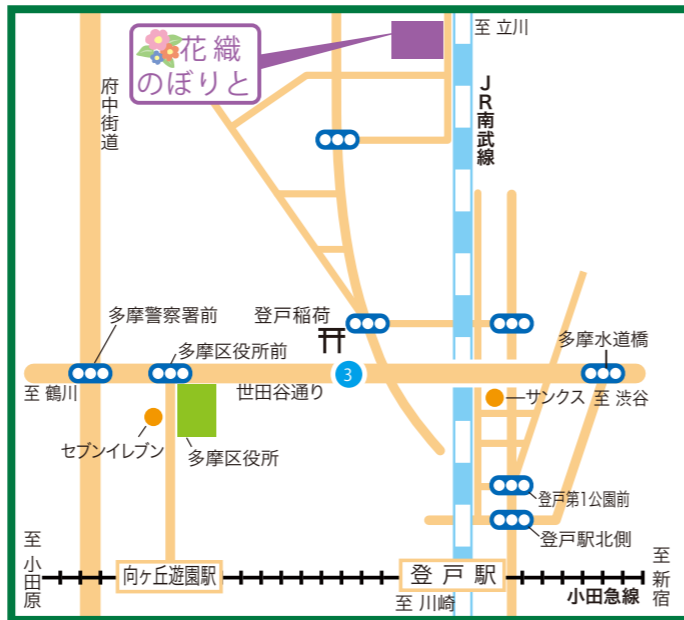 花織
のぼりと
至 立川
府中街道
JR南武線
多摩警察署前
登戸稲荷
多摩水道橋
多摩区役所前
3
至 鶴川
世田谷通り
サンクス
至 渋谷
セブンイレブン
多摩区役所
登戸第1公園前
登戸駅北側
至 小田原
向ヶ丘遊園駅
登戸駅
至 新宿
至 川崎
小田急線